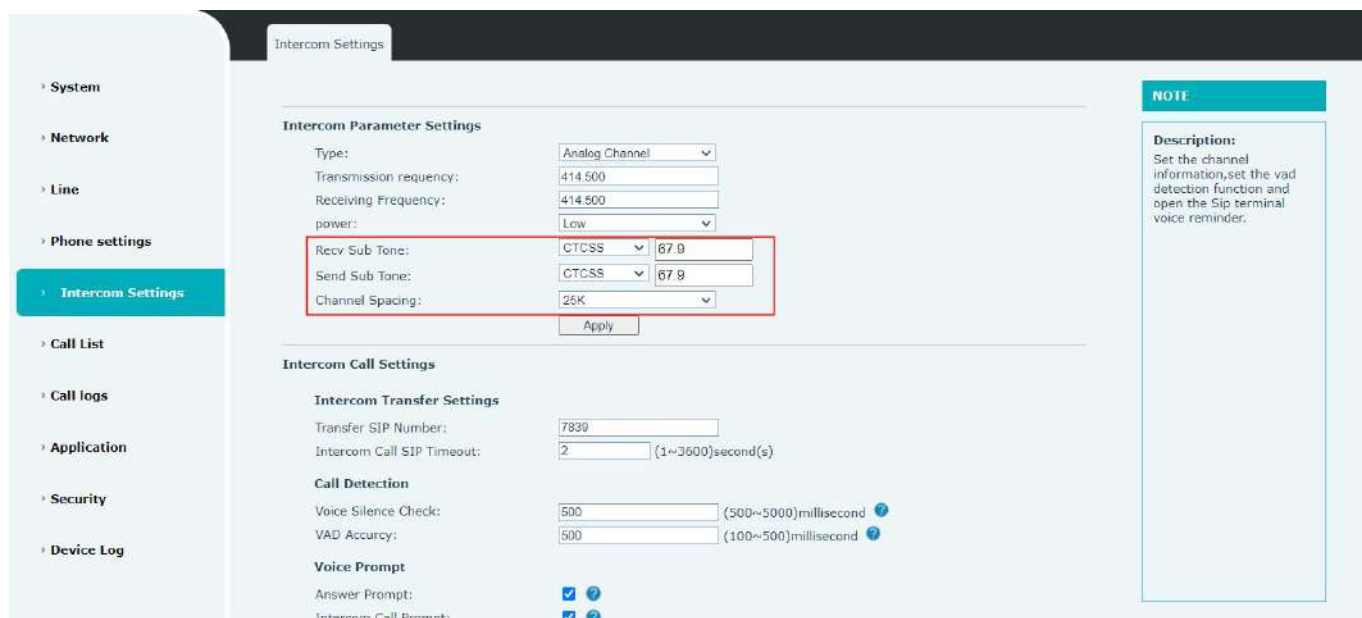 Intercom Settings
System
Network
Line
Phone settings
Intercom Settings
Call List
Call logs
Application
Security
Device Log
Intercom Parameter Settings
Type: Analog Channel
Transmission requency: 414.500
Receiving Frequency: 414.500
power: Low
Recv Sub Tone: CTCSS 67.9
Send Sub Tone: CTCSS 67.9
Channel Spacing: 25K
Apply
Intercom Call Settings
Intercom Transfer Settings
Transfer SIP Number: 7839
Intercom Call SIP Timeout: 2 (1~3600)second(s)
Call Detection
Voice Silence Check: 500 (500~5000)millisecond
VAD Accurcy: 500 (100~500)millisecond
Voice Prompt
Answer Prompt:
Intercom Call Prompt:
NOTE
Description:
Set the channel
information,set the vad
detection function and
open the Sip terminal
voice reminder.